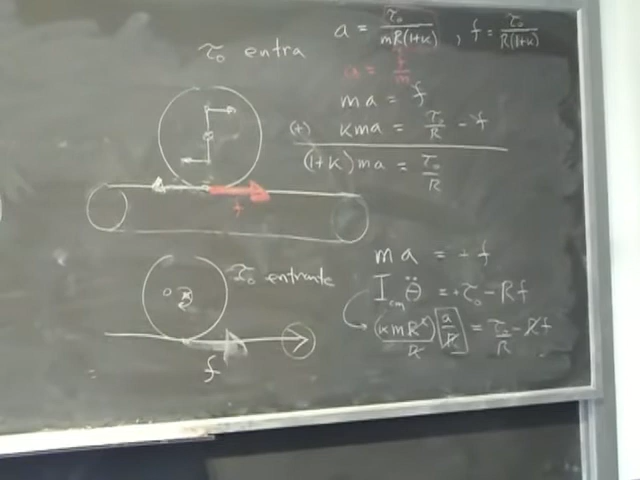 τ₀ entra
a = τ₀/(mR(1+κ)) , f = τ₀/(R(1+κ))
a = f/m
ma = f
(+) κma = τ₀/R - f
(1+κ)ma = τ₀/R
f
τ₀ entrante
f
ma = +f
I_cm θ̈ = +τ₀ - Rf
(κmR²)/R [a/R] = τ₀/R - Rf